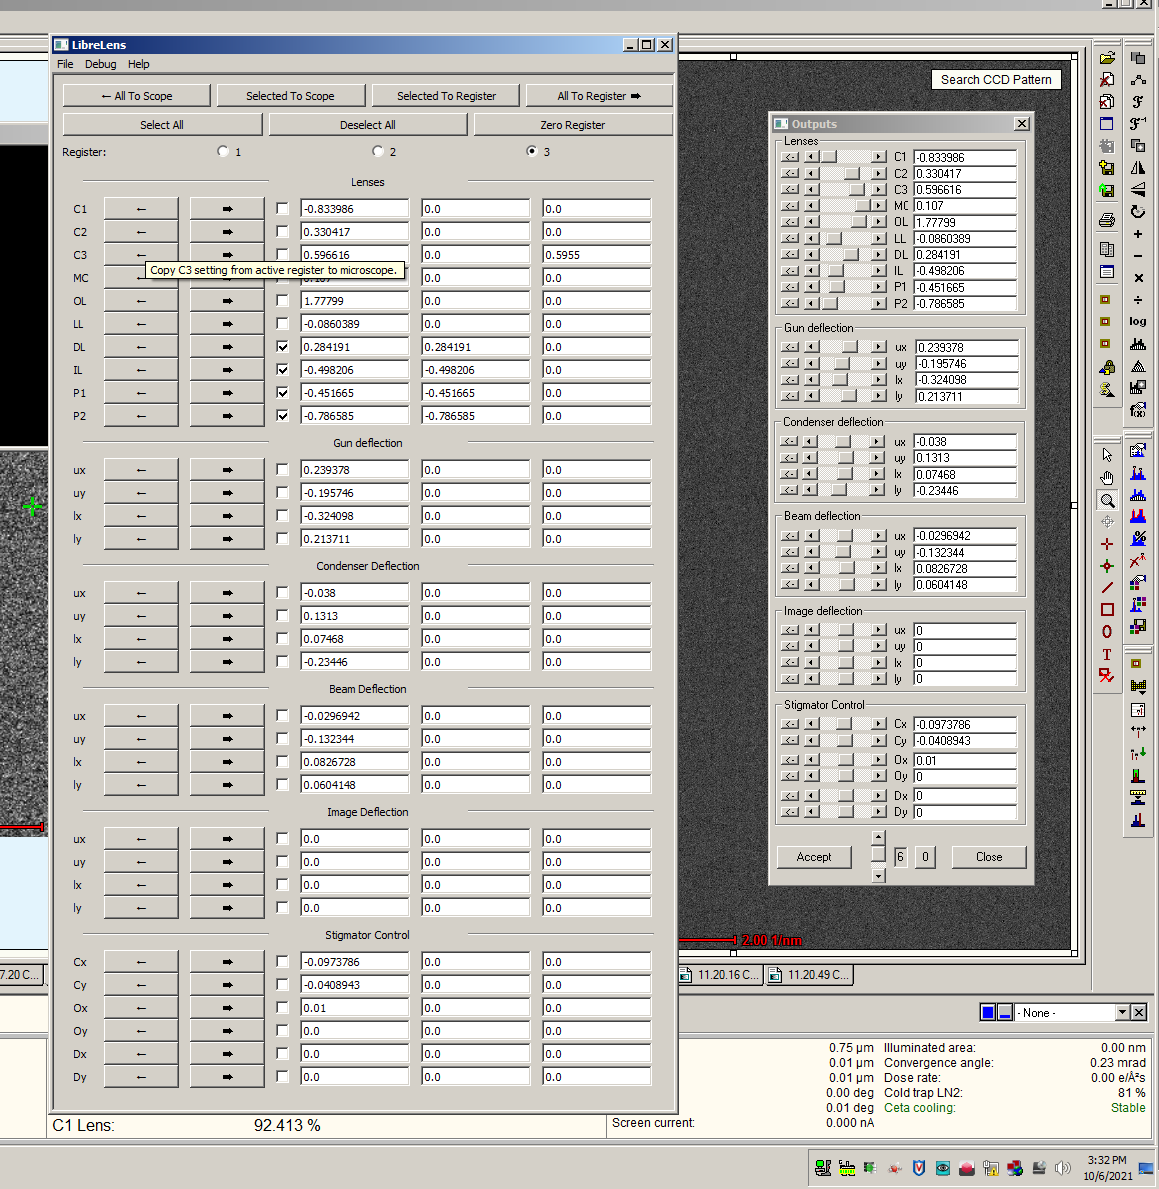 LibreLens
File Debug Help
← All To Scope Selected To Scope Selected To Register All To Register ➡
Select All Deselect All Zero Register
Register: 1 2 3
Lenses
C1 ← ➡ -0.833986 0.0 0.0
C2 ← ➡ 0.330417 0.0 0.0
C3 ← ➡ 0.596616 0.0 0.5955
Copy C3 setting from active register to microscope.
MC 0.107 0.0 0.0
OL ← ➡ 1.77799 0.0 0.0
LL ← ➡ -0.0860389 0.0 0.0
DL ← ➡ 0.284191 0.284191 0.0
IL ← ➡ -0.498206 -0.498206 0.0
P1 ← ➡ -0.451665 -0.451665 0.0
P2 ← ➡ -0.786585 -0.786585 0.0
Gun deflection
ux ← ➡ 0.239378 0.0 0.0
uy ← ➡ -0.195746 0.0 0.0
lx ← ➡ -0.324098 0.0 0.0
ly ← ➡ 0.213711 0.0 0.0
Condenser Deflection
ux ← ➡ -0.038 0.0 0.0
uy ← ➡ 0.1313 0.0 0.0
lx ← ➡ 0.07468 0.0 0.0
ly ← ➡ -0.23446 0.0 0.0
Beam Deflection
ux ← ➡ -0.0296942 0.0 0.0
uy ← ➡ -0.132344 0.0 0.0
lx ← ➡ 0.0826728 0.0 0.0
ly ← ➡ 0.0604148 0.0 0.0
Image Deflection
ux ← ➡ 0.0 0.0 0.0
uy ← ➡ 0.0 0.0 0.0
lx ← ➡ 0.0 0.0 0.0
ly ← ➡ 0.0 0.0 0.0
Stigmator Control
Cx ← ➡ -0.0973786 0.0 0.0
Cy ← ➡ -0.0408943 0.0 0.0
Ox ← ➡ 0.01 0.0 0.0
Oy ← ➡ 0.0 0.0 0.0
Dx ← ➡ 0.0 0.0 0.0
Dy ← ➡ 0.0 0.0 0.0
Search CCD Pattern
Outputs
Lenses
<- C1 -0.833986
<- C2 0.330417
<- C3 0.596616
<- MC 0.107
<- OL 1.77799
<- LL -0.0860389
<- DL 0.284191
<- IL -0.498206
<- P1 -0.451665
<- P2 -0.786585
Gun deflection
<- ux 0.239378
<- uy -0.195746
<- lx -0.324098
<- ly 0.213711
Condenser deflection
<- ux -0.038
<- uy 0.1313
<- lx 0.07468
<- ly -0.23446
Beam deflection
<- ux -0.0296942
<- uy -0.132344
<- lx 0.0826728
<- ly 0.0604148
Image deflection
<- ux 0
<- uy 0
<- lx 0
<- ly 0
Stigmator Control
<- Cx -0.0973786
<- Cy -0.0408943
<- Ox 0.01
<- Oy 0
<- Dx 0
<- Dy 0
Accept 6 0 Close
2.00 1/nm
7.20 C... 11.20.16 C... 11.20.49 C...
log
f(x)
T
- None -
0.75 µm Illuminated area: 0.00 nm
0.01 µm Convergence angle: 0.23 mrad
0.01 µm Dose rate: 0.00 e/Å²s
0.00 deg Cold trap LN2: 81 %
0.01 deg Ceta cooling: Stable
Screen current: 0.000 nA
C1 Lens: 92.413 %
3:32 PM
10/6/2021